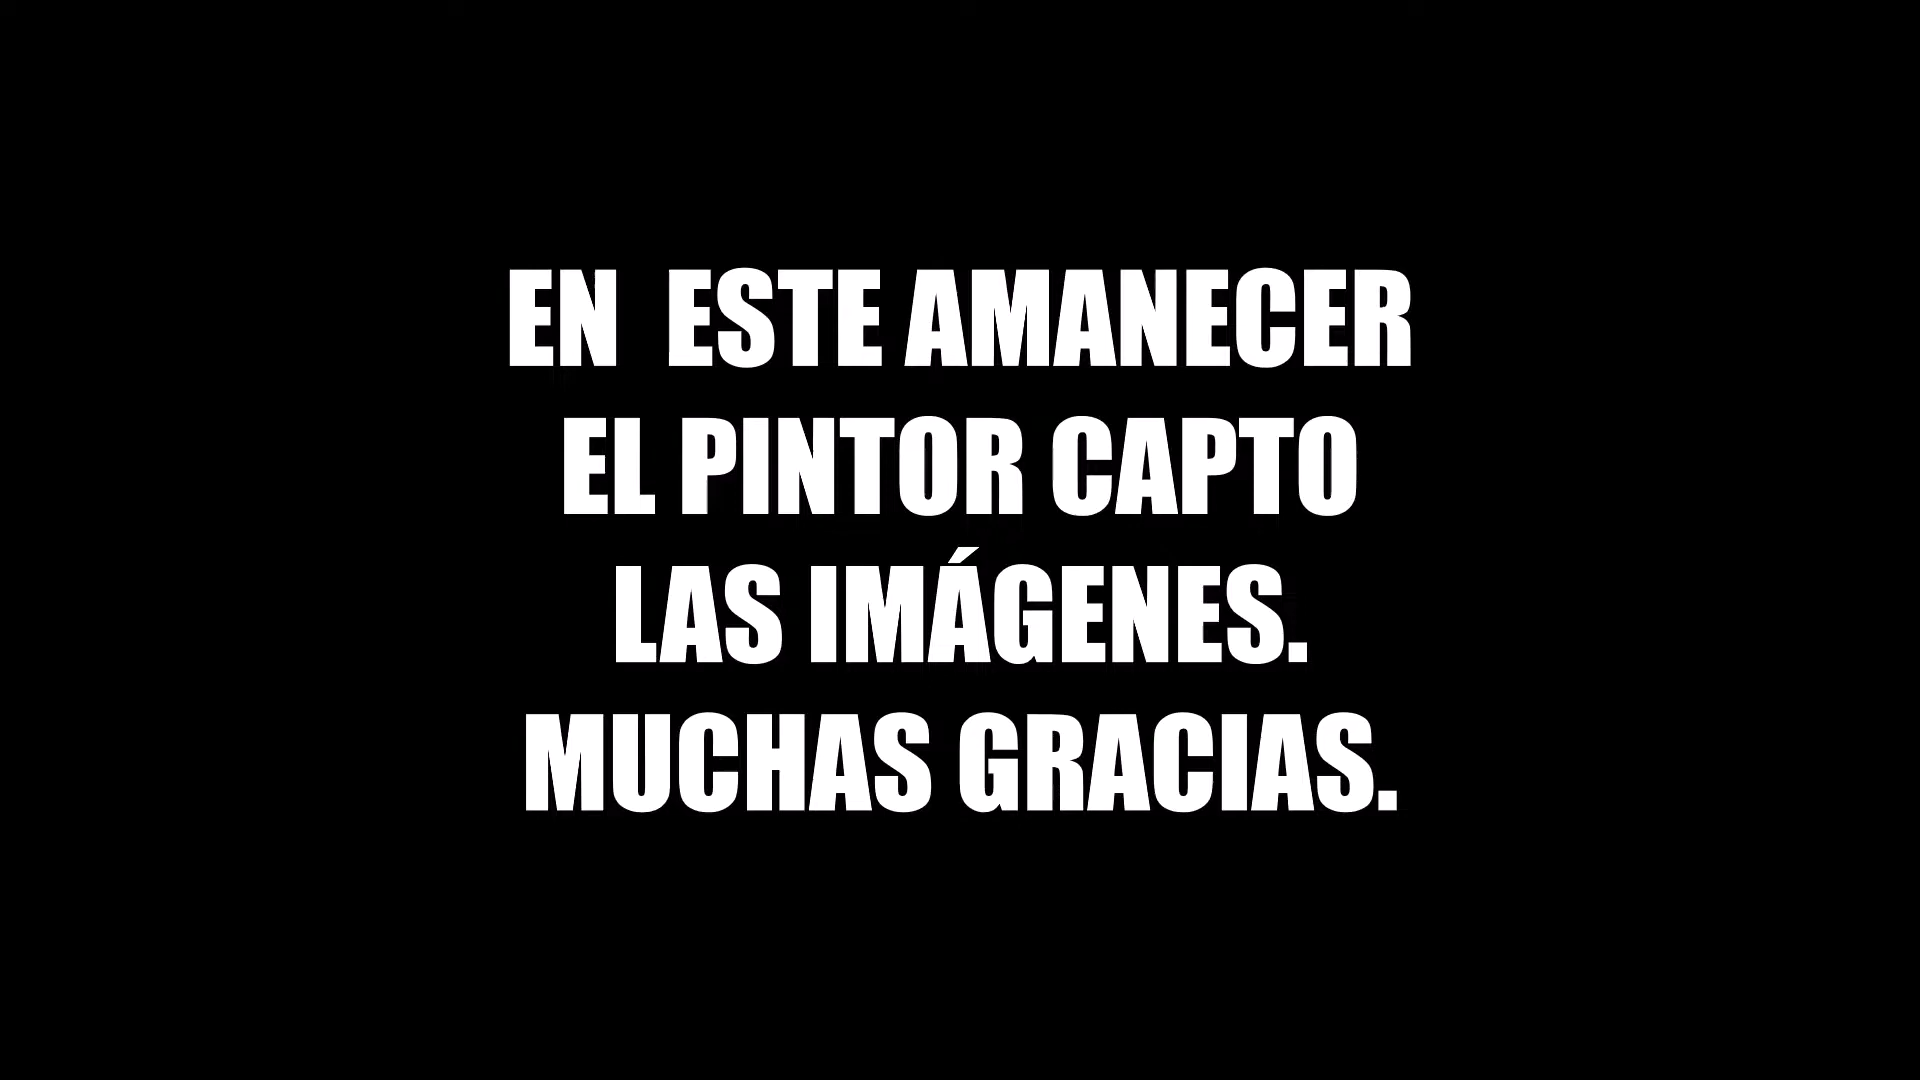 EN  ESTE AMANECER
EL PINTOR CAPTO
LAS IMÁGENES.
MUCHAS GRACIAS.